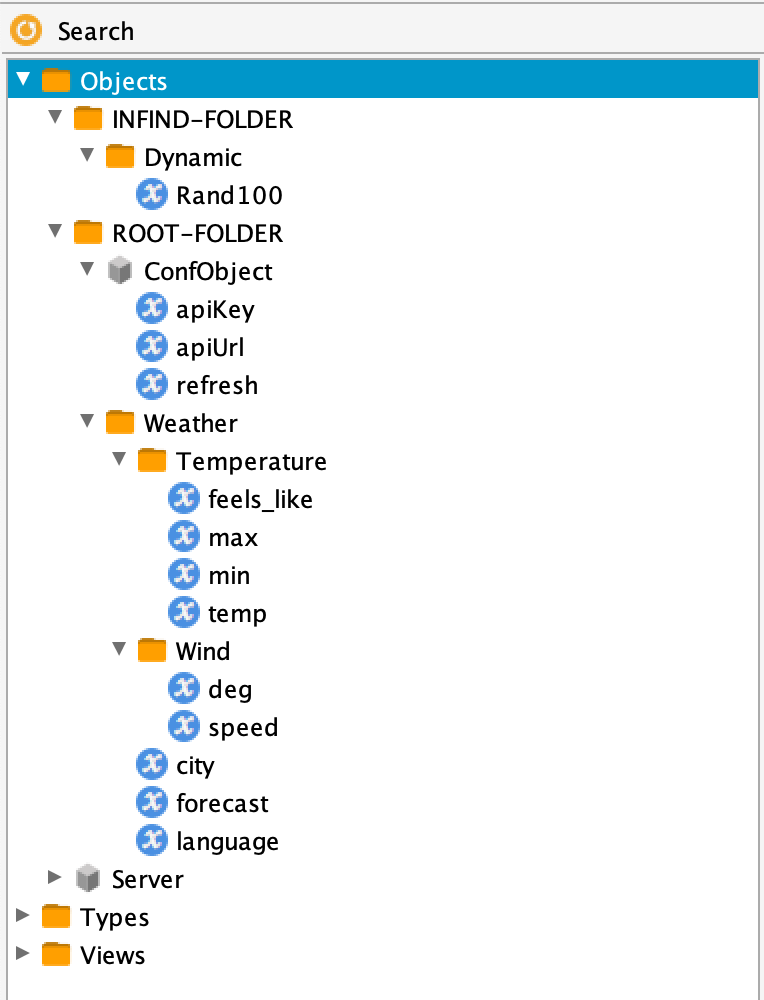 Search
Objects
INFIND-FOLDER
Dynamic
Rand100
ROOT-FOLDER
ConfObject
apiKey
apiUrl
refresh
Weather
Temperature
feels_like
max
min
temp
Wind
deg
speed
city
forecast
language
Server
Types
Views